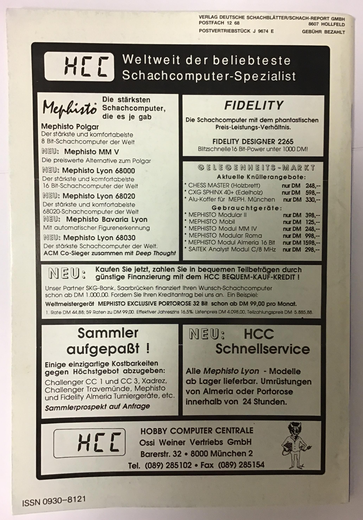 VERLAG DEUTSCHE SCHACHBLÄTTER/SCHACH-REPORT GMBH
POSTFACH 12 68 8607 HOLLFELD
POSTVERTRIEBSTÜCK J 9674 E GEBÜHR BEZAHLT
HCC
Weltweit der beliebteste
Schachcomputer-Spezialist
Mephisto
Die stärksten
Schachcomputer,
die es je gab
Mephisto Polgar
Der stärkste und komfortabelste
8 Bit-Schachcomputer der Welt
NEU: Mephisto MM V
Die preiswerte Alternative zum Polgar
NEU: Mephisto Lyon 68000
Der stärkste und komfortabelste
16 Bit-Schachcomputer der Welt
NEU: Mephisto Lyon 68020
Der stärkste und komfortabelste
68020-Schachcomputer der Welt
NEU: Mephisto Bavaria Lyon
Mit automatischer Figurenerkennung
NEU: Mephisto Lyon 68030
Der stärkste Schachcomputer der Welt.
ACM Co-Sieger zusammen mit Deep Thought
FIDELITY
Die Schachcomputer mit dem phantastischen
Preis-Leistungs-Verhältnis.
FIDELITY DESIGNER 2265
Blitzschnelle 16 Bit-Power unter 1000 DM!
GELEGENHEITS-MARKT
Aktuelle Knüllerangebote:
* CHESS MASTER (Holzbrett) nur DM 248,--
* CXG SPHINX 40+ (Edelholz) nur DM 598,--
* Alu-Koffer für MEPH. München nur DM 330,--
Gebrauchtgeräte:
* MEPHISTO Modular II nur DM 398,--
* MEPHISTO Mobil nur DM 125,--
* MEPHISTO Modul MM IV nur DM 248,--
* MEPHISTO Modular Roma nur DM 998,--
* MEPHISTO Modul Almeria 16 Bit nur DM 1598,--
* SAITEK Analyst Modul C/8 MHz nur DM 298,--
NEU:
Kaufen Sie jetzt, zahlen Sie in bequemen Teilbeträgen durch
günstige Finanzierung mit dem HCC BEQUEM-KAUF-KREDIT !
Unser Partner SKG-Bank, Saarbrücken finanziert Ihren Wunsch-Schachcomputer
schon ab DM 1.000,00. Fordern Sie Ihren Kreditantrag bei uns an. Ein Beispiel:
Weltmeistergerät MEPHISTO EXCLUSIVE PORTOROSE 32 Bit schon ab DM 99,00 pro Monat.
Sammler
aufgepaßt !
Einige einzigartige Kostbarkeiten
gegen Höchstgebot abzugeben:
Challenger CC 1 und CC 3, Xadrez,
Challenger Travemünde, Mephisto
und Fidelity Almeria Turniergeräte, etc.
Sammlerprospekt auf Anfrage
NEU: HCC
Schnellservice
Alle Mephisto Lyon - Modelle
ab Lager lieferbar. Umrüstungen
von Almeria oder Portorose
innerhalb von 24 Stunden.
HCC
HOBBY COMPUTER CENTRALE
Ossi Weiner Vertriebs GmbH
Barerstr. 32 • 8000 München 2
Tel. (089) 285102 • Fax (089) 285154
ISSN 0930-8121